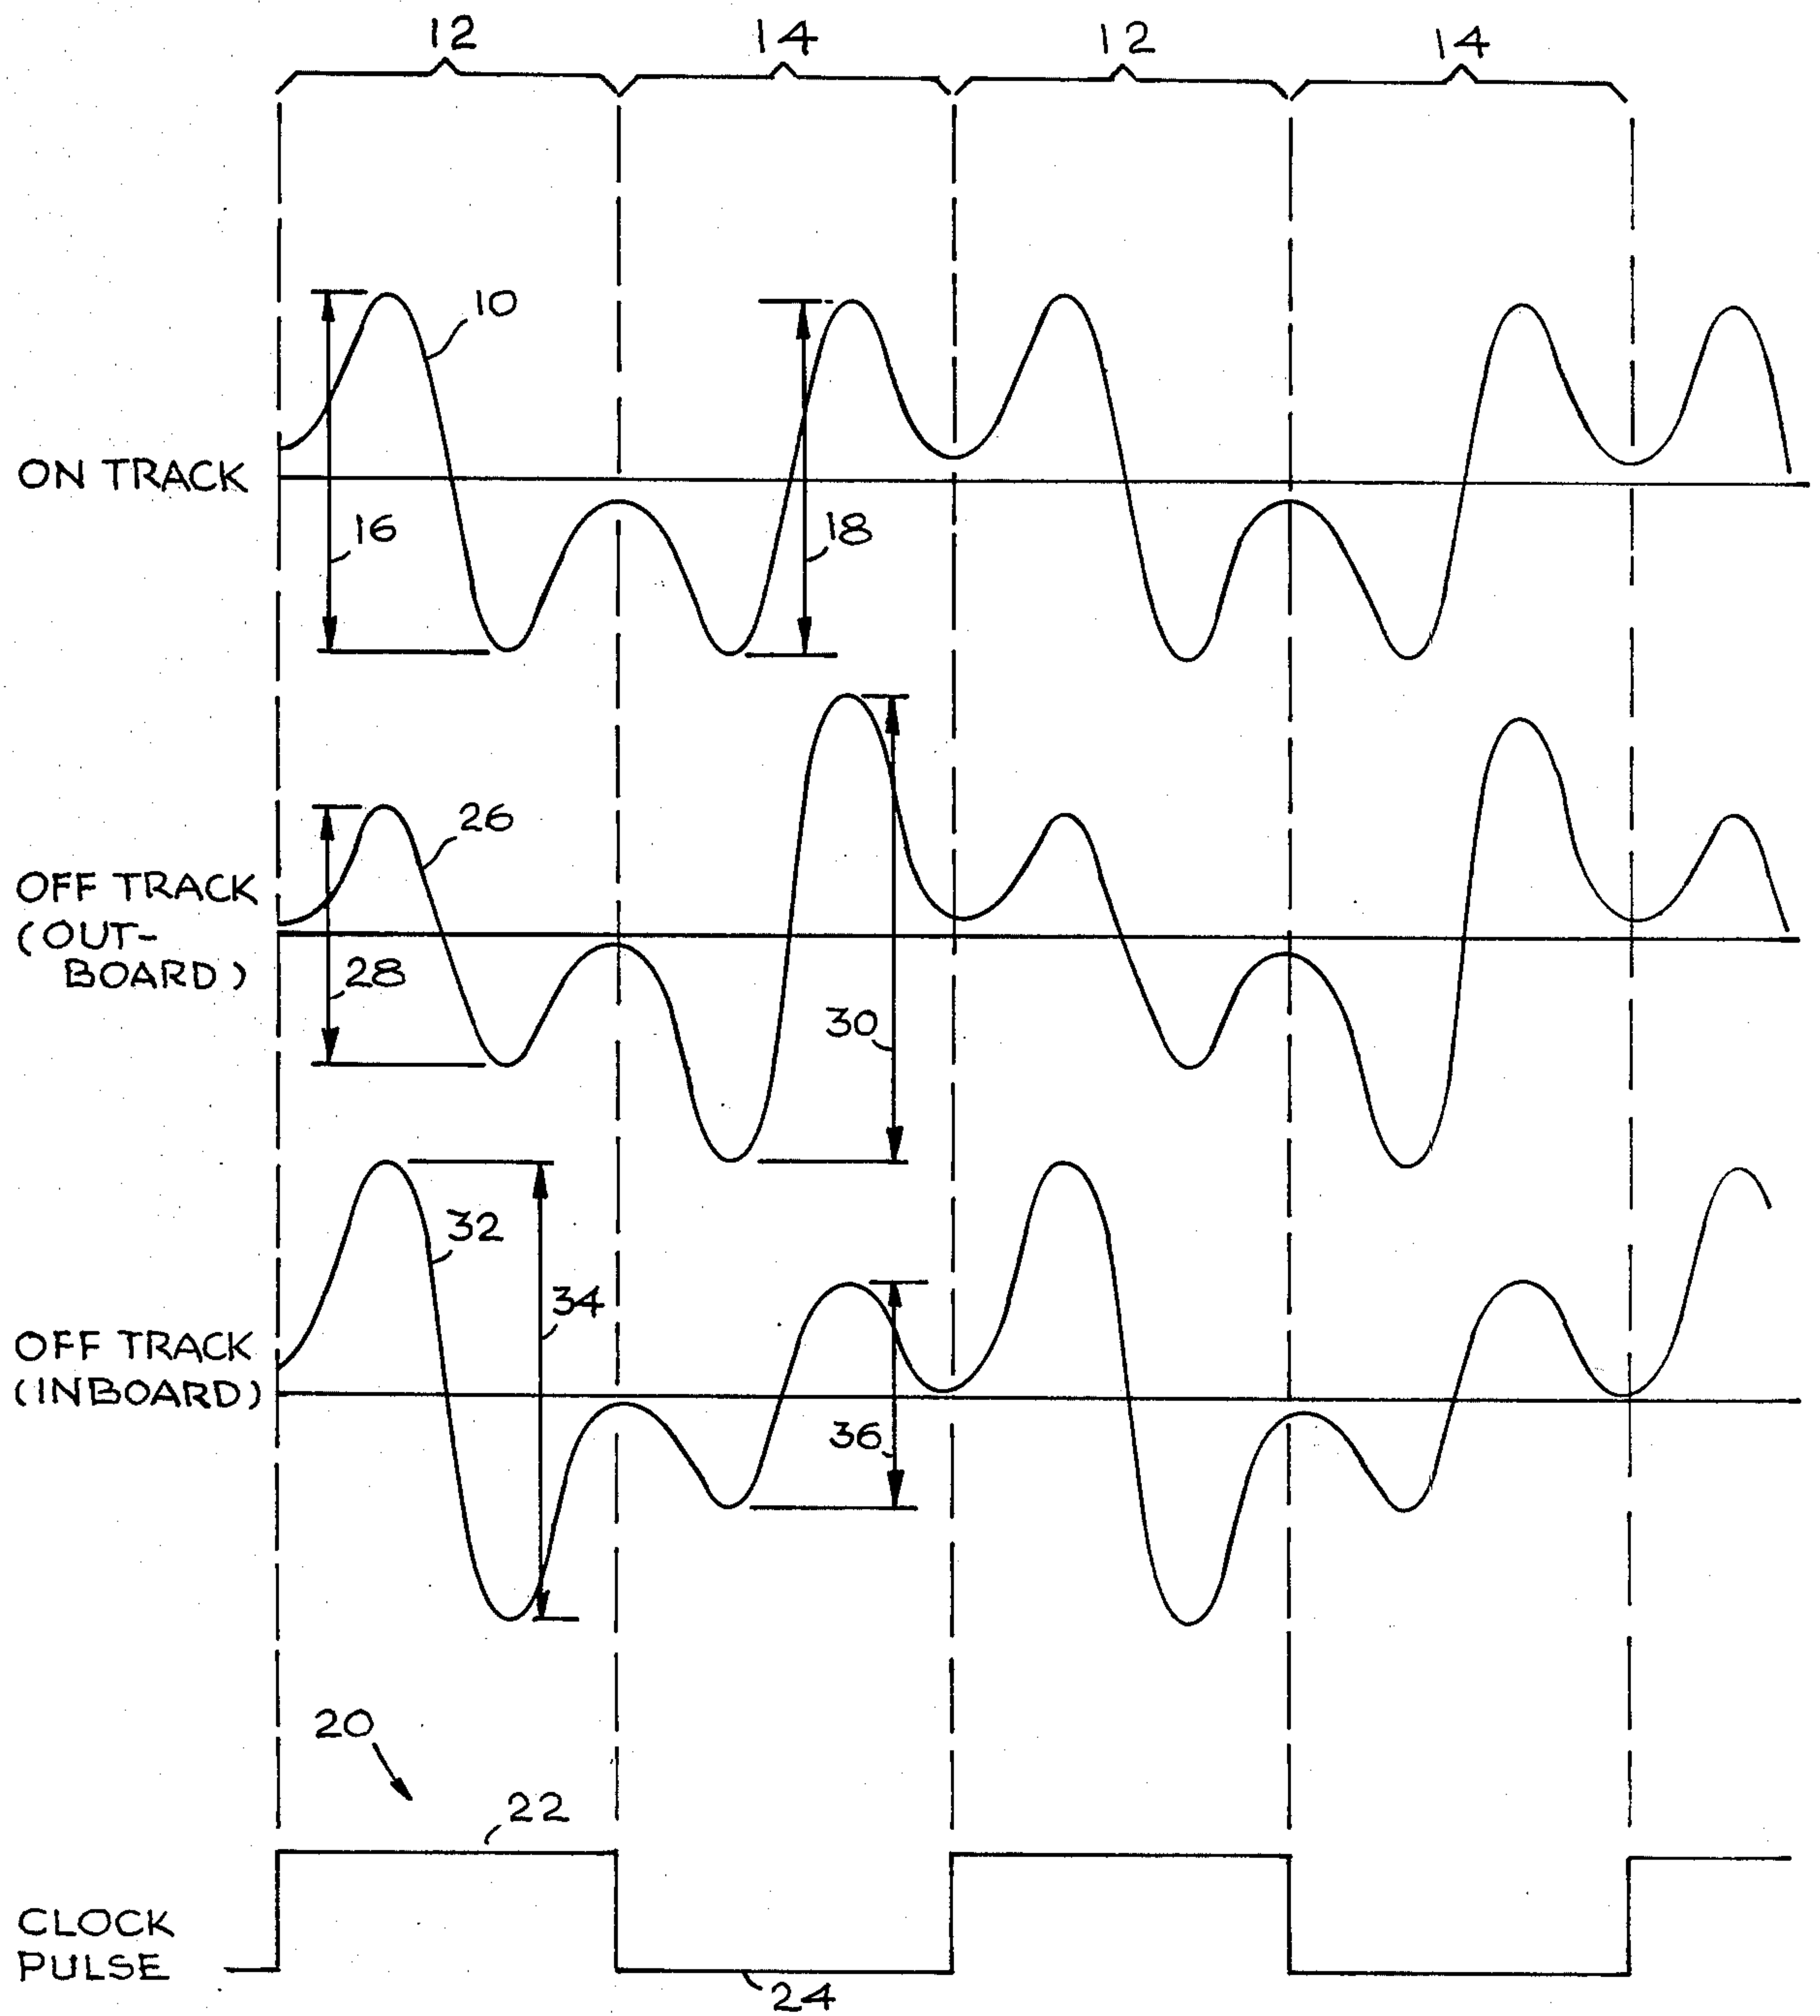 12 14 12 14
10
ON TRACK
16 18
26
OFF TRACK
(OUT-
BOARD)
28
30
32
34
OFF TRACK
(INBOARD)
36
20
22
CLOCK
PULSE
24